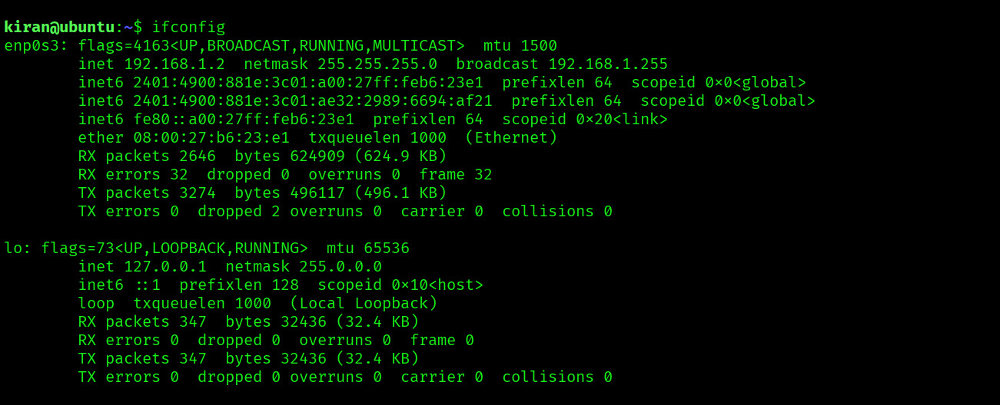 kiran@ubuntu:~$ ifconfig
enp0s3: flags=4163<UP,BROADCAST,RUNNING,MULTICAST>  mtu 1500
        inet 192.168.1.2  netmask 255.255.255.0  broadcast 192.168.1.255
        inet6 2401:4900:881e:3c01:a00:27ff:feb6:23e1  prefixlen 64  scopeid 0x0<global>
        inet6 2401:4900:881e:3c01:ae32:2989:6694:af21  prefixlen 64  scopeid 0x0<global>
        inet6 fe80::a00:27ff:feb6:23e1  prefixlen 64  scopeid 0x20<link>
        ether 08:00:27:b6:23:e1  txqueuelen 1000  (Ethernet)
        RX packets 2646  bytes 624909 (624.9 KB)
        RX errors 32  dropped 0  overruns 0  frame 32
        TX packets 3274  bytes 496117 (496.1 KB)
        TX errors 0  dropped 2 overruns 0  carrier 0  collisions 0

lo: flags=73<UP,LOOPBACK,RUNNING>  mtu 65536
        inet 127.0.0.1  netmask 255.0.0.0
        inet6 ::1  prefixlen 128  scopeid 0x10<host>
        loop  txqueuelen 1000  (Local Loopback)
        RX packets 347  bytes 32436 (32.4 KB)
        RX errors 0  dropped 0  overruns 0  frame 0
        TX packets 347  bytes 32436 (32.4 KB)
        TX errors 0  dropped 0 overruns 0  carrier 0  collisions 0